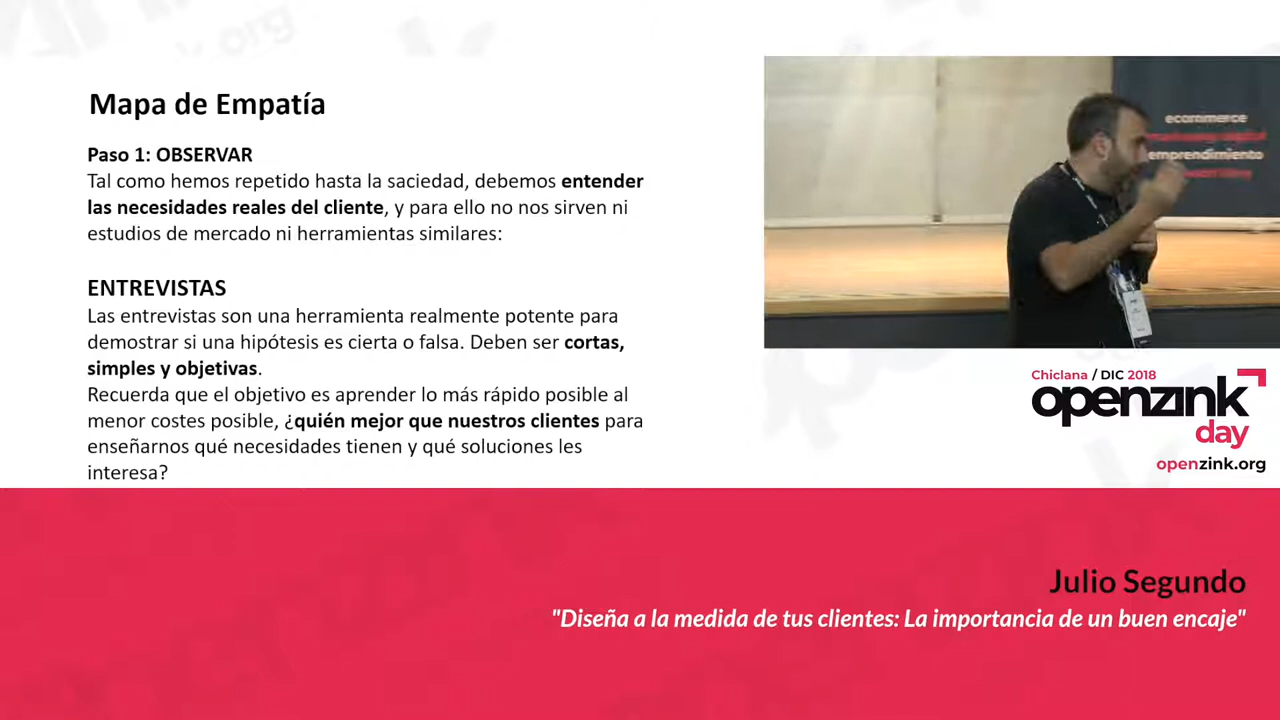 Mapa de Empatía
Paso 1: OBSERVAR
Tal como hemos repetido hasta la saciedad, debemos entender
las necesidades reales del cliente, y para ello no nos sirven ni
estudios de mercado ni herramientas similares:
ENTREVISTAS
Las entrevistas son una herramienta realmente potente para
demostrar si una hipótesis es cierta o falsa. Deben ser cortas,
simples y objetivas.
Recuerda que el objetivo es aprender lo más rápido posible al
menor costes posible, ¿quién mejor que nuestros clientes para
enseñarnos qué necesidades tienen y qué soluciones les
interesa?
ecommerce
emprendimiento
Chiclana / DIC 2018
openzink
day
openzink.org
Julio Segundo
"Diseña a la medida de tus clientes: La importancia de un buen encaje"